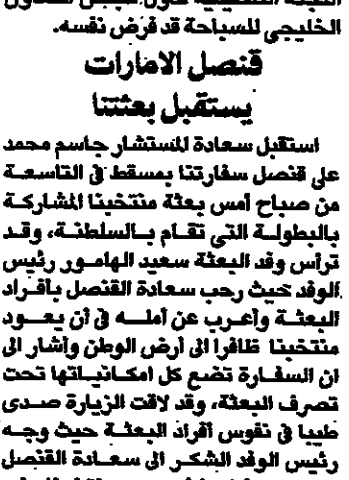 الخليجي للسباحة قد فرض نفسه.
قنصل الامارات
يستقبل بعثتنا
استقبل سعادة المستشار جاسم محمد
على قنصل سفارتنا بمسقط في التاسعة
من صباح أمس بعثة منتخبنا المشاركة
بالبطولة التي تقام بالسلطنة، وقد
ترأس وفد البعثة سعيد الهامور رئيس
الوفد حيث رحب سعادة القنصل بأفراد
البعثة وأعرب عن أمله في أن يعود
منتخبنا ظافرا الى أرض الوطن وأشار الى
ان السفارة تضع كل امكانياتها تحت
تصرف البعثة، وقد لاقت الزيارة صدى
طيبا في نفوس أفراد البعثة حيث وجه
رئيس الوفد الشكر الى سعادة القنصل